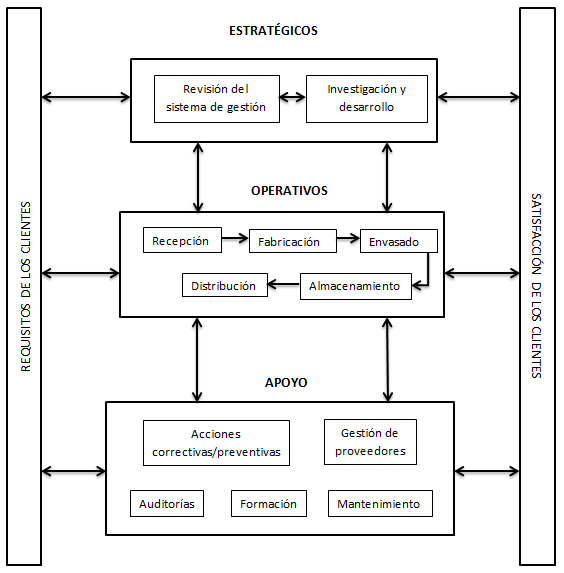 ESTRATÉGICOS
Revisión del
sistema de gestión
Investigación y
desarrollo
OPERATIVOS
Recepción
Fabricación
Envasado
Distribución
Almacenamiento
APOYO
Acciones
correctivas/preventivas
Gestión de
proveedores
Auditorías
Formación
Mantenimiento
REQUISITOS DE LOS CLIENTES
SATISFACCIÓN DE LOS CLIENTES